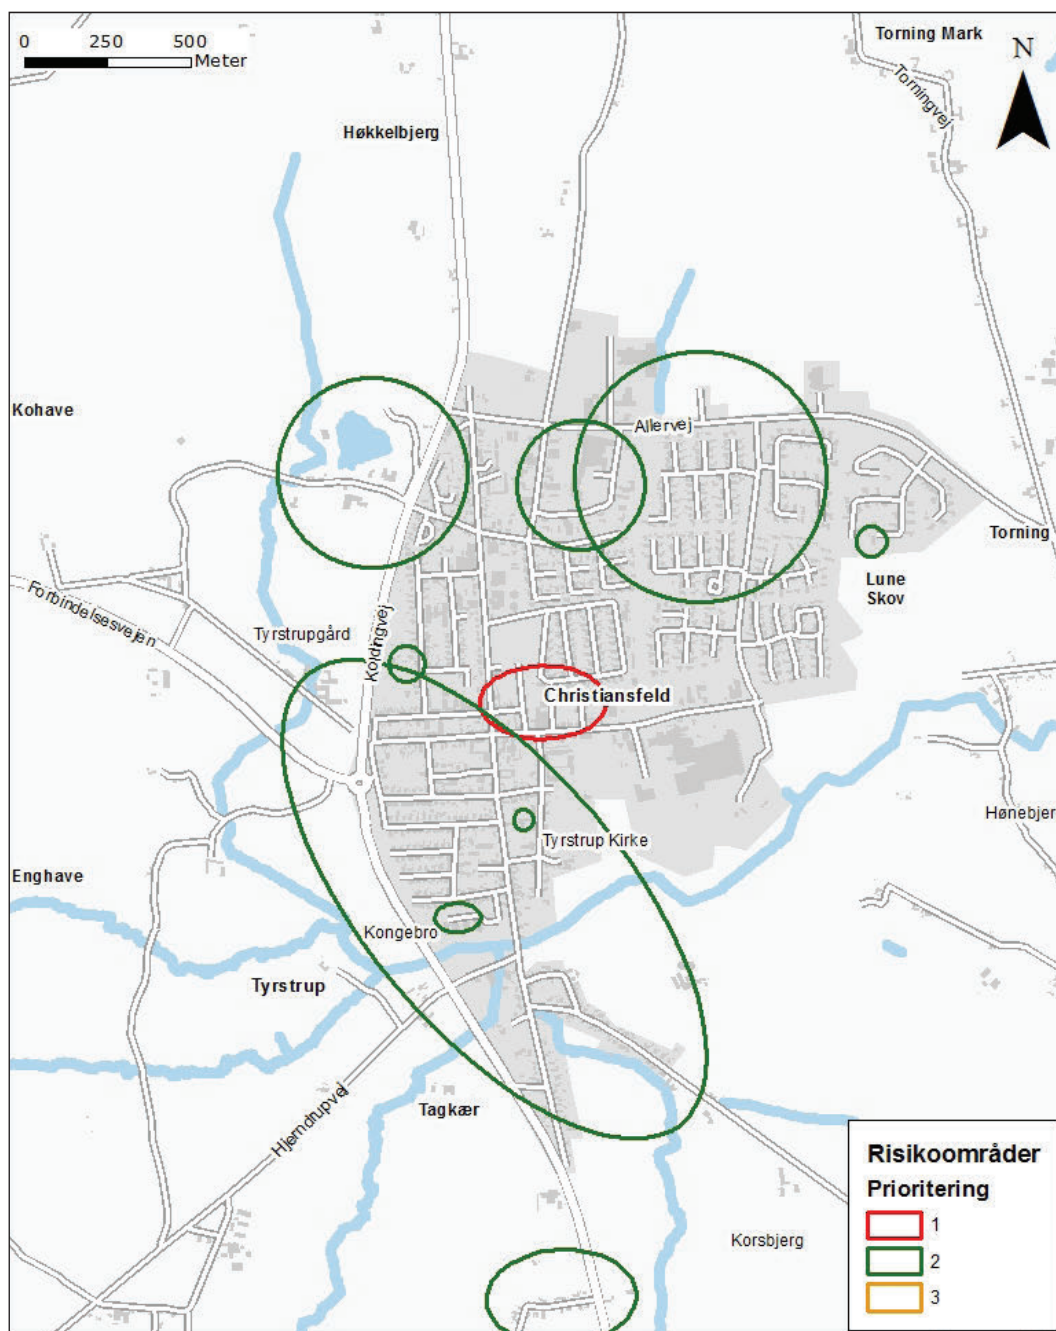 0 250 500
Meter
Torning Mark
N
Torningvej
Høkkelbjerg
Kohave
Allervej
Torning
Lune
Skov
Forbindelsesvejen
Tyrstrupgård
Koldingvej
Christiansfeld
Hønebjer
Tyrstrup Kirke
Enghave
Kongebro
Tyrstrup
Tagkær
Hjerndrupvej
Korsbjerg
Risikoområder
Prioritering
1
2
3